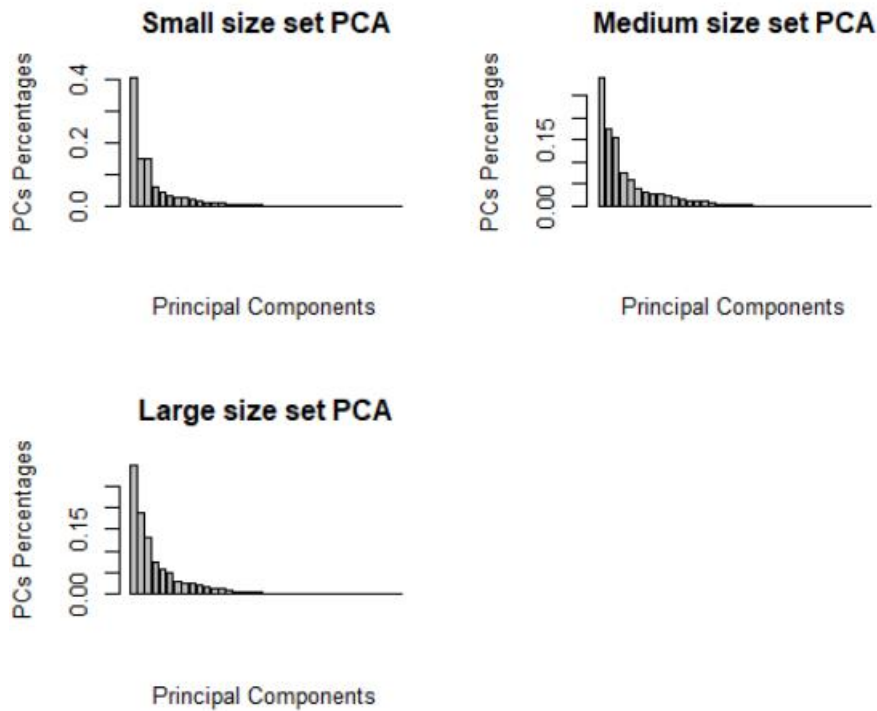 Small size set PCA
PCs Percentages
0.4
0.2
0.0
Principal Components
Medium size set PCA
PCs Percentages
0.15
0.00
Principal Components
Large size set PCA
PCs Percentages
0.15
0.00
Principal Components